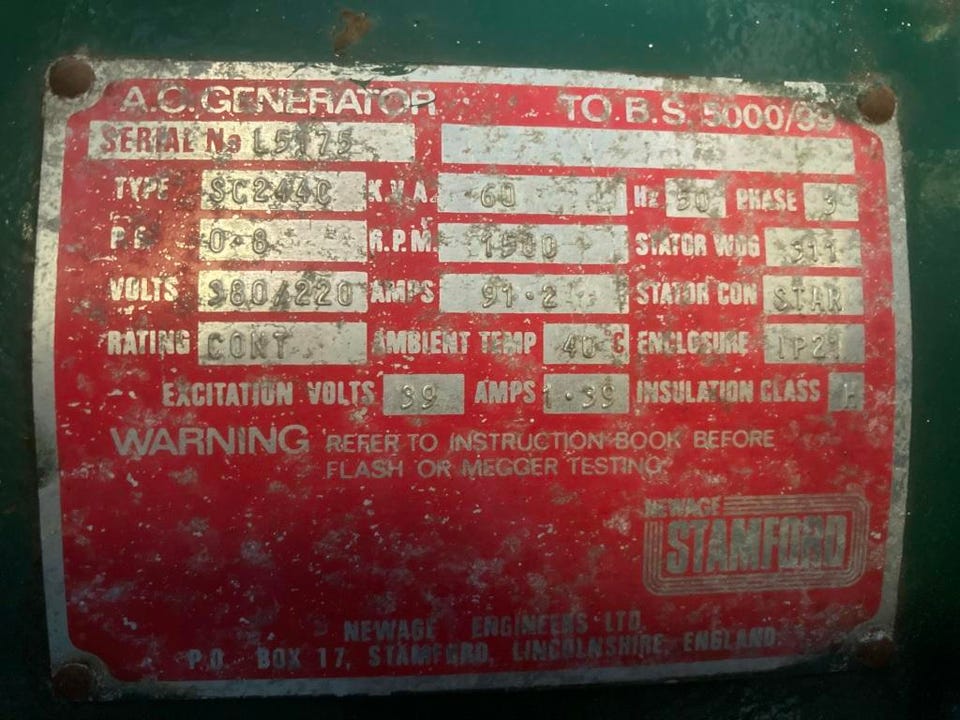 A.C. GENERATOR TO B.S. 5000/99
SERIAL No L5175
TYPE SC244C K.V.A. 60 Hz 50 PHASE 3
P.F. 0·8 R.P.M. 1500 STATOR WDG 311
VOLTS 380/220 AMPS 91·2 STATOR CON STAR
RATING CONT AMBIENT TEMP 40 C ENCLOSURE IP21
EXCITATION VOLTS 39 AMPS 1·39 INSULATION CLASS H
WARNING REFER TO INSTRUCTION BOOK BEFORE
FLASH OR MEGGER TESTING
NEWAGE
STAMFORD
NEWAGE ENGINEERS LTD.
P.O. BOX 17, STAMFORD, LINCOLNSHIRE, ENGLAND.